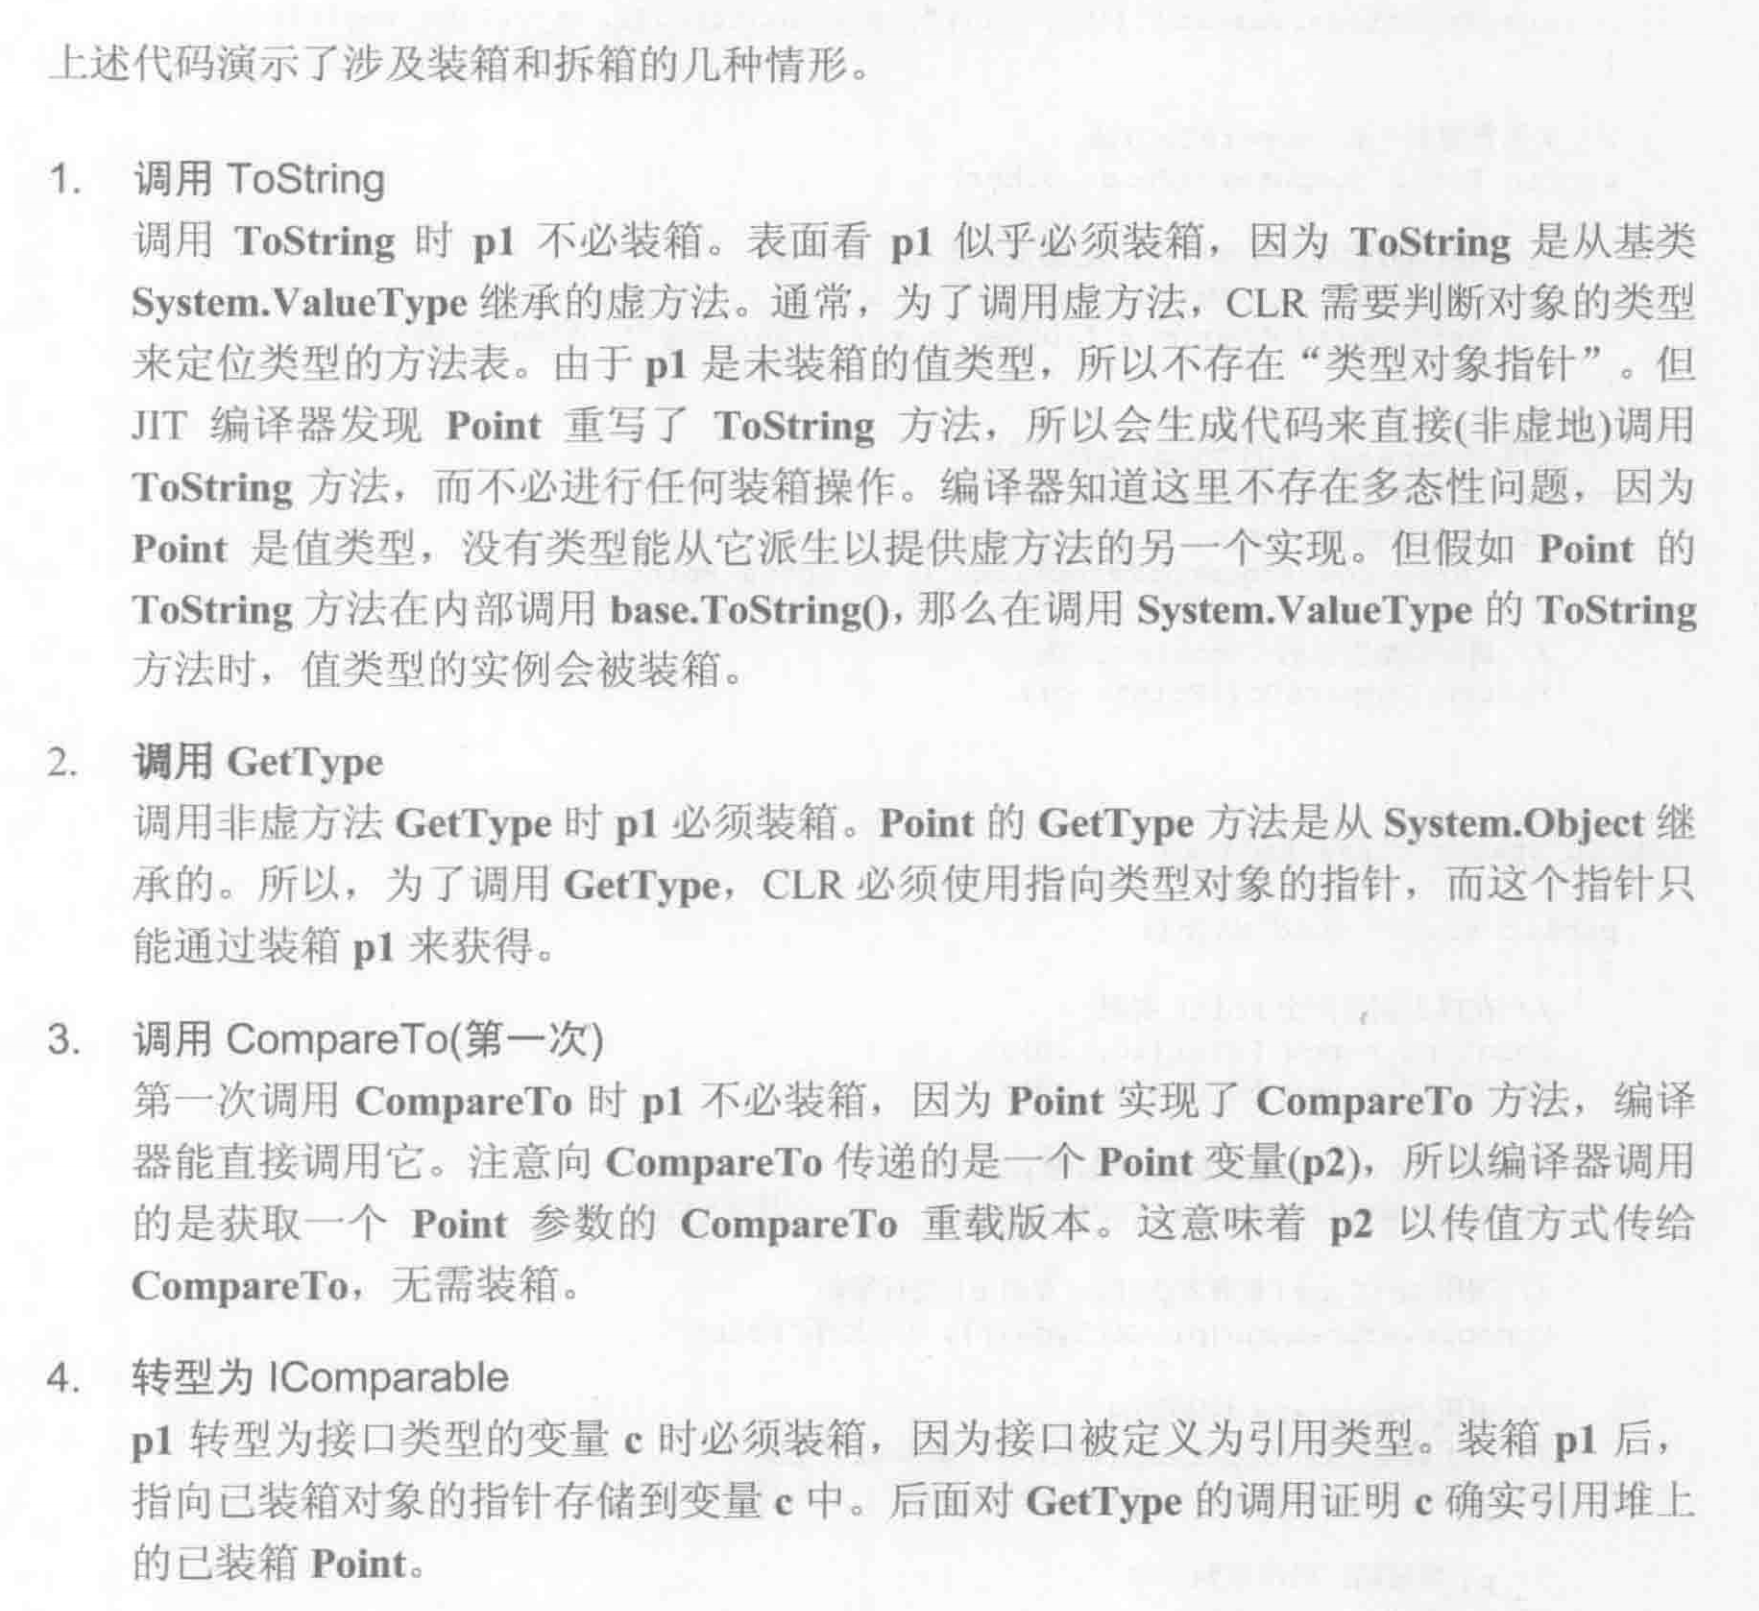 上述代码演示了涉及装箱和拆箱的几种情形。
1. 调用 ToString
调用 ToString 时 p1 不必装箱。表面看 p1 似乎必须装箱，因为 ToString 是从基类
System.ValueType 继承的虚方法。通常，为了调用虚方法，CLR 需要判断对象的类型
来定位类型的方法表。由于 p1 是未装箱的值类型，所以不存在“类型对象指针”。但
JIT 编译器发现 Point 重写了 ToString 方法，所以会生成代码来直接(非虚地)调用
ToString 方法，而不必进行任何装箱操作。编译器知道这里不存在多态性问题，因为
Point 是值类型，没有类型能从它派生以提供虚方法的另一个实现。但假如 Point 的
ToString 方法在内部调用 base.ToString()，那么在调用 System.ValueType 的 ToString
方法时，值类型的实例会被装箱。
2. 调用 GetType
调用非虚方法 GetType 时 p1 必须装箱。Point 的 GetType 方法是从 System.Object 继
承的。所以，为了调用 GetType，CLR 必须使用指向类型对象的指针，而这个指针只
能通过装箱 p1 来获得。
3. 调用 CompareTo(第一次)
第一次调用 CompareTo 时 p1 不必装箱，因为 Point 实现了 CompareTo 方法，编译
器能直接调用它。注意向 CompareTo 传递的是一个 Point 变量(p2)，所以编译器调用
的是获取一个 Point 参数的 CompareTo 重载版本。这意味着 p2 以传值方式传给
CompareTo，无需装箱。
4. 转型为 IComparable
p1 转型为接口类型的变量 c 时必须装箱，因为接口被定义为引用类型。装箱 p1 后，
指向已装箱对象的指针存储到变量 c 中。后面对 GetType 的调用证明 c 确实引用堆上
的已装箱 Point。